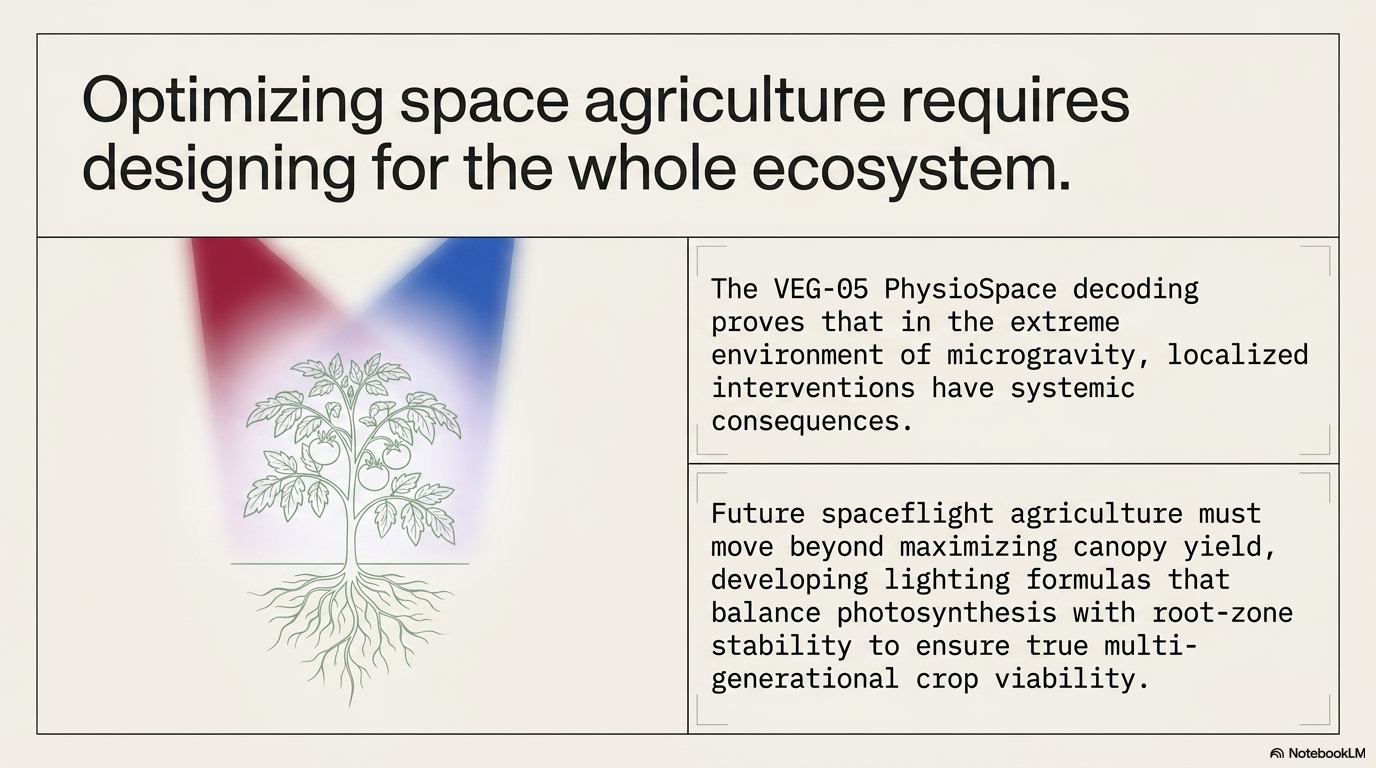 Optimizing space agriculture requires
designing for the whole ecosystem.
The VEG-05 PhysioSpace decoding
proves that in the extreme
environment of microgravity, localized
interventions have systemic
consequences.
Future spaceflight agriculture must
move beyond maximizing canopy yield,
developing lighting formulas that
balance photosynthesis with root-zone
stability to ensure true multi-
generational crop viability.
NotebookLM